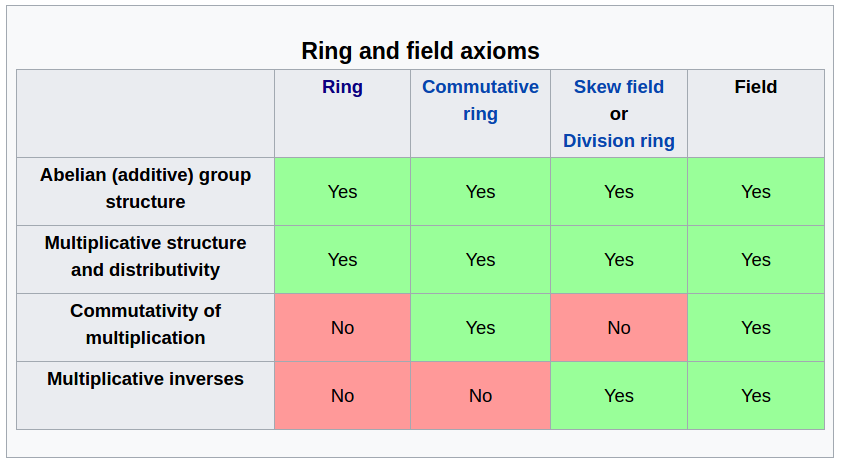 Ring and field axioms
Ring
Commutative
ring
Skew field
or
Division ring
Field
Abelian (additive) group
structure
Yes
Yes
Yes
Yes
Multiplicative structure
and distributivity
Yes
Yes
Yes
Yes
Commutativity of
multiplication
No
Yes
No
Yes
Multiplicative inverses
No
No
Yes
Yes